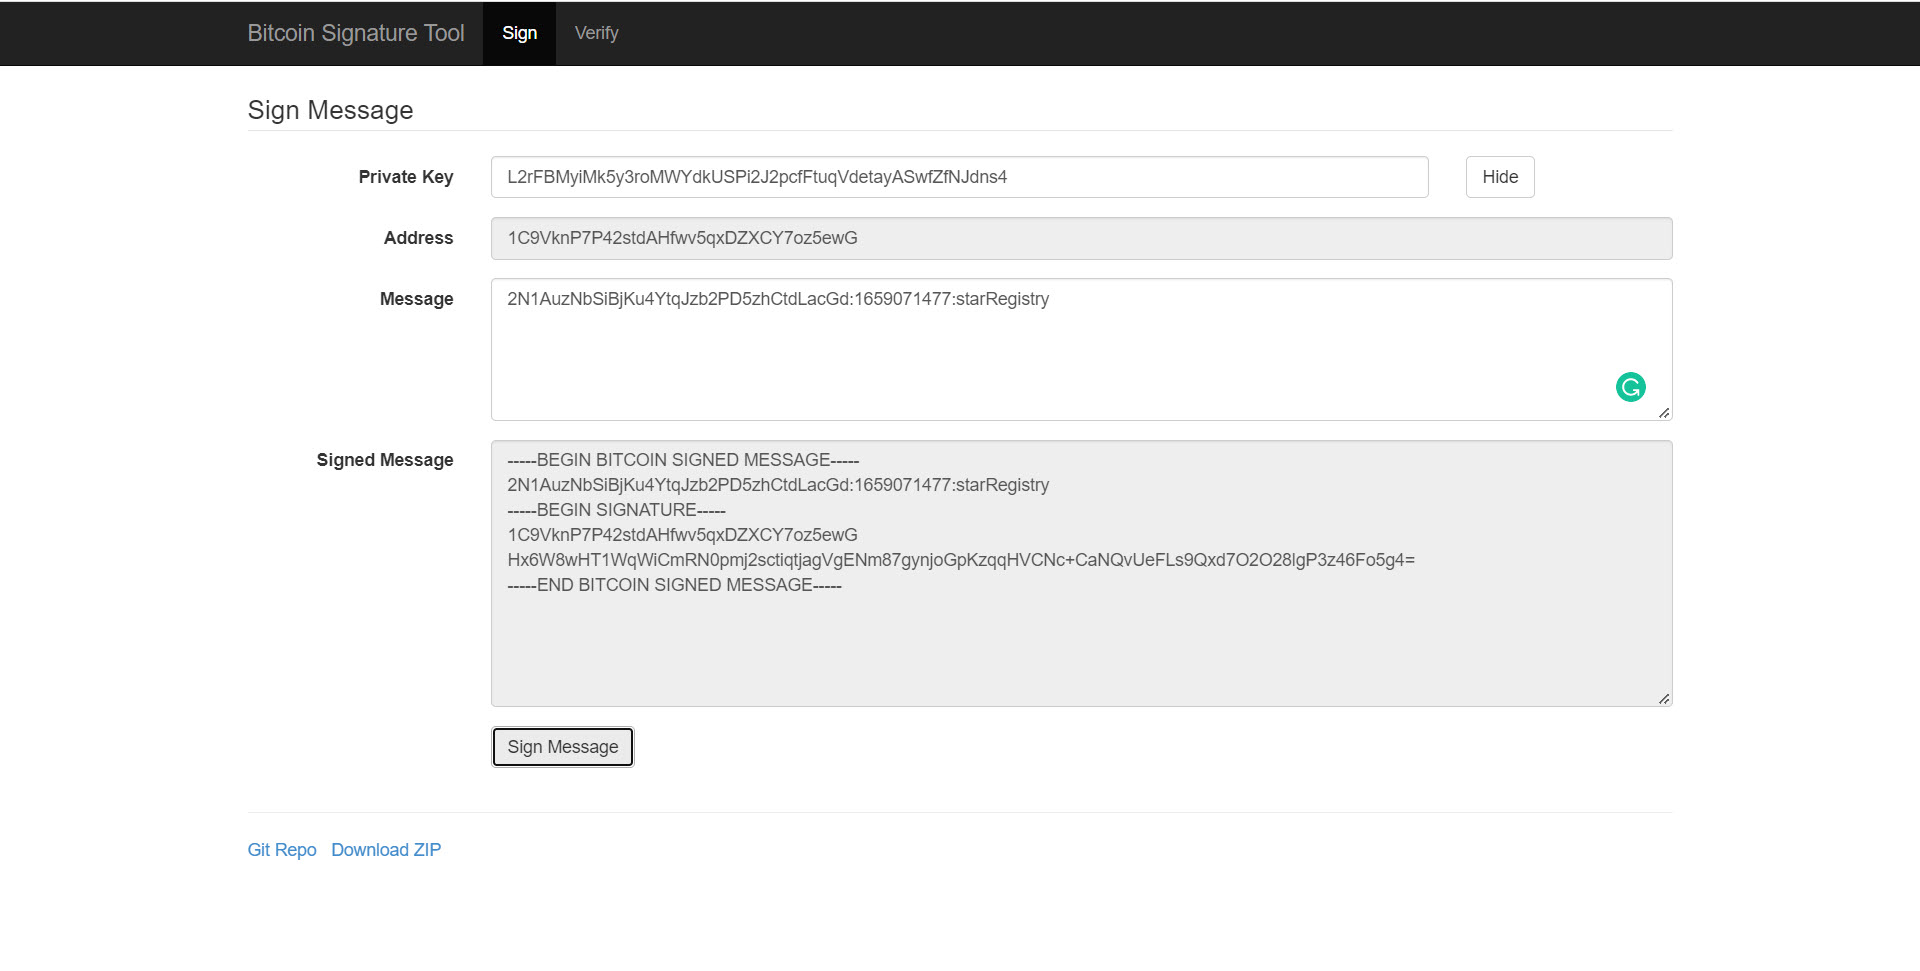 Bitcoin Signature Tool Sign Verify
Sign Message
Private Key L2rFBMyiMk5y3roMWYdkUSPi2J2pcfFtuqVdetayASwfZfNJdns4 Hide
Address 1C9VknP7P42stdAHfwv5qxDZXCY7oz5ewG
Message 2N1AuzNbSiBjKu4YtqJzb2PD5zhCtdLacGd:1659071477:starRegistry
Signed Message -----BEGIN BITCOIN SIGNED MESSAGE-----
2N1AuzNbSiBjKu4YtqJzb2PD5zhCtdLacGd:1659071477:starRegistry
-----BEGIN SIGNATURE-----
1C9VknP7P42stdAHfwv5qxDZXCY7oz5ewG
Hx6W8wHT1WqWiCmRN0pmj2sctiqtjagVgENm87gynjoGpKzqqHVCNc+CaNQvUeFLs9Qxd7O2O28lgP3z46Fo5g4=
-----END BITCOIN SIGNED MESSAGE-----
Sign Message
Git Repo Download ZIP